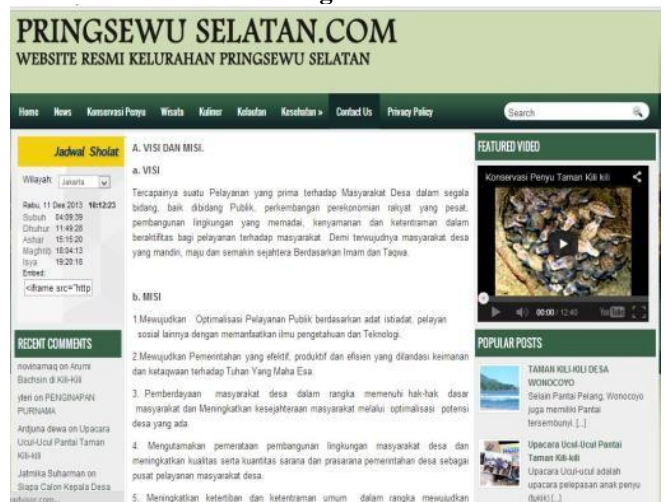 PRINGSEWU SELATAN.COM
WEBSITE RESMI KELURAHAN PRINGSEWU SELATAN
Home News Konservasi Penyu Wisata Kuliner Kelautan Kesehatan » Contact Us Privacy Policy
Search
Jadwal Sholat
Wilayah: Jakarta
Rabu, 11 Des 2013 10:12:23
Subuh 04:09:39
Dhuhur 11:49:28
Ashar 15:15:20
Maghrib 18:04:13
Isya 19:20:18
Embed:
<iframe src="http
RECENT COMMENTS
novinamaq on Arumi
Bachsin di Kili-Kili
yteri on PENGINAPAN
PURNAMA
Ardjuna dewa on Upacara
Ucul-Ucul Pantai Taman
Kili-kili
Jatmika Suharman on
Siapa Calon Kepala Desa
A. VISI DAN MISI.
a. VISI
Tercapainya suatu Pelayanan yang prima terhadap Masyarakat Desa dalam segala
bidang, baik dibidang Publik, perkembangan perekonomian rakyat yang pesat,
pembangunan lingkungan yang memadai, kenyamanan dan ketentraman dalam
beraktifitas bagi pelayanan terhadap masyarakat. Demi terwujudnya masyarakat desa
yang mandiri, maju dan semakin sejahtera Berdasarkan Imam dan Taqwa.
b. MISI
1.Mewujudkan Optimalisasi Pelayanan Publik berdasarkan adat istiadat, pelayan
sosial lainnya dengan memanfaatkan ilmu pengetahuan dan Teknologi.
2.Mewujudkan Pemerintahan yang efektif, produktif dan efisien yang dilandasi keimanan
dan ketaqwaan terhadap Tuhan Yang Maha Esa.
3. Pemberdayaan masyarakat desa dalam rangka memenuhi hak-hak dasar
masyarakat dan Meningkatkan kesejahteraan masyarakat melalui optimalisasi potensi
desa yang ada.
4. Mengutamakan pemerataan pembangunan lingkungan masyarakat desa dan
meningkatkan kualitas serta kuantitas sarana dan prasarana pemerintahan desa sebagai
pusat pelayanan masyarakat desa.
5. Meningkatkan ketertiban dan ketentraman umum dalam rangka mewujudkan
FEATURED VIDEO
Konservasi Penyu Taman Kili kili
00:00 / 12:40 YouTube
POPULAR POSTS
TAMAN KILI-KILI DESA
WONOCOYO
Selain Pantai Pelang, Wonocoyo
juga memiliki Pantai
tersembunyi. [...]
Upacara Ucul-Ucul Pantai
Taman Kili-kili
Upacara Ucul-ucul adalah
upacara pelepasan anak penyu
(tukik) [...]